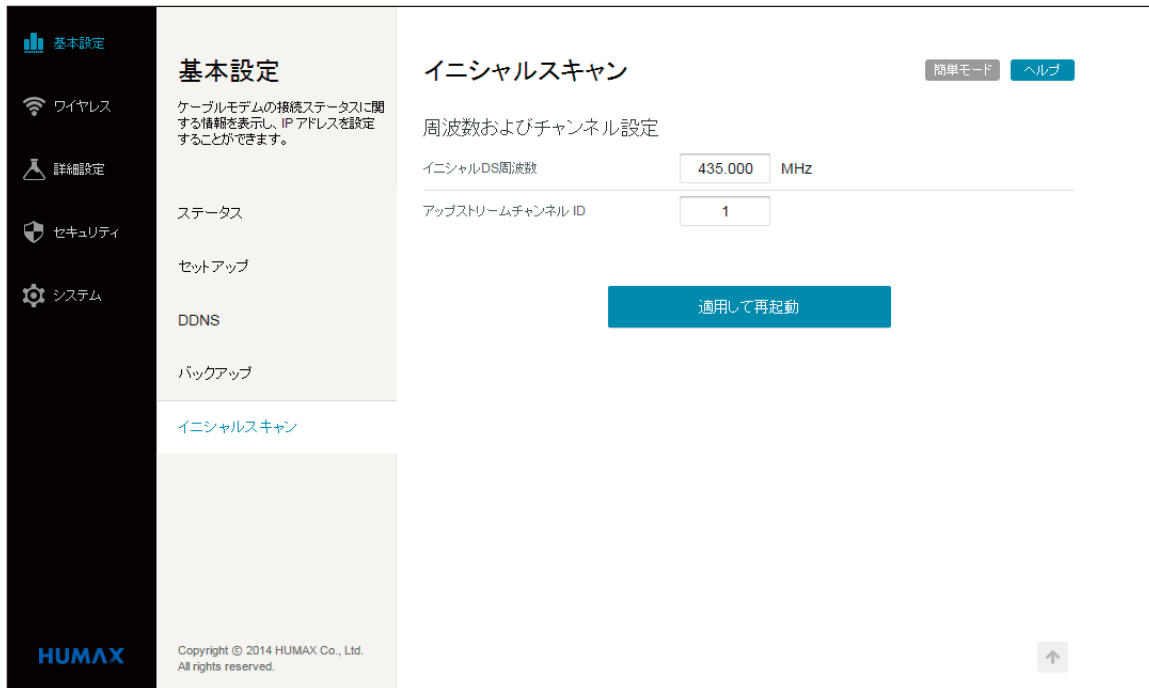 基本設定
ワイヤレス
詳細設定
セキュリティ
システム
HUMAX
基本設定
ケーブルモデムの接続ステータスに関
する情報を表示し、IP アドレスを設定
することができます。
ステータス
セットアップ
DDNS
バックアップ
イニシャルスキャン
Copyright © 2014 HUMAX Co., Ltd.
All rights reserved.
イニシャルスキャン
簡単モード
ヘルプ
周波数およびチャンネル設定
イニシャルDS周波数 435.000 MHz
アップストリームチャンネル ID 1
適用して再起動